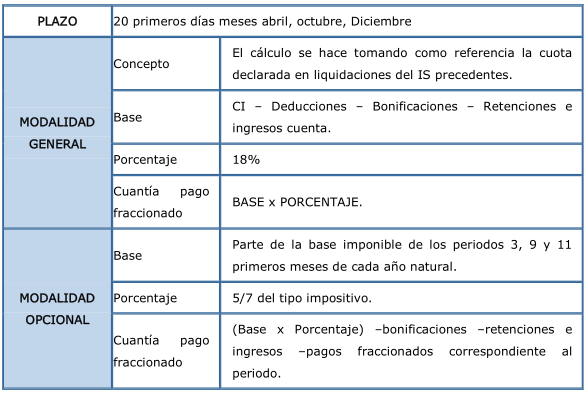 PLAZO
20 primeros días meses abril, octubre, Diciembre
MODALIDAD
GENERAL
Concepto
El cálculo se hace tomando como referencia la cuota
declarada en liquidaciones del IS precedentes.
Base
CI – Deducciones – Bonificaciones – Retenciones e
ingresos cuenta.
Porcentaje
18%
Cuantía pago
fraccionado
BASE x PORCENTAJE.
MODALIDAD
OPCIONAL
Base
Parte de la base imponible de los periodos 3, 9 y 11
primeros meses de cada año natural.
Porcentaje
5/7 del tipo impositivo.
Cuantía pago
fraccionado
(Base x Porcentaje) –bonificaciones –retenciones e
ingresos –pagos fraccionados correspondiente al
periodo.